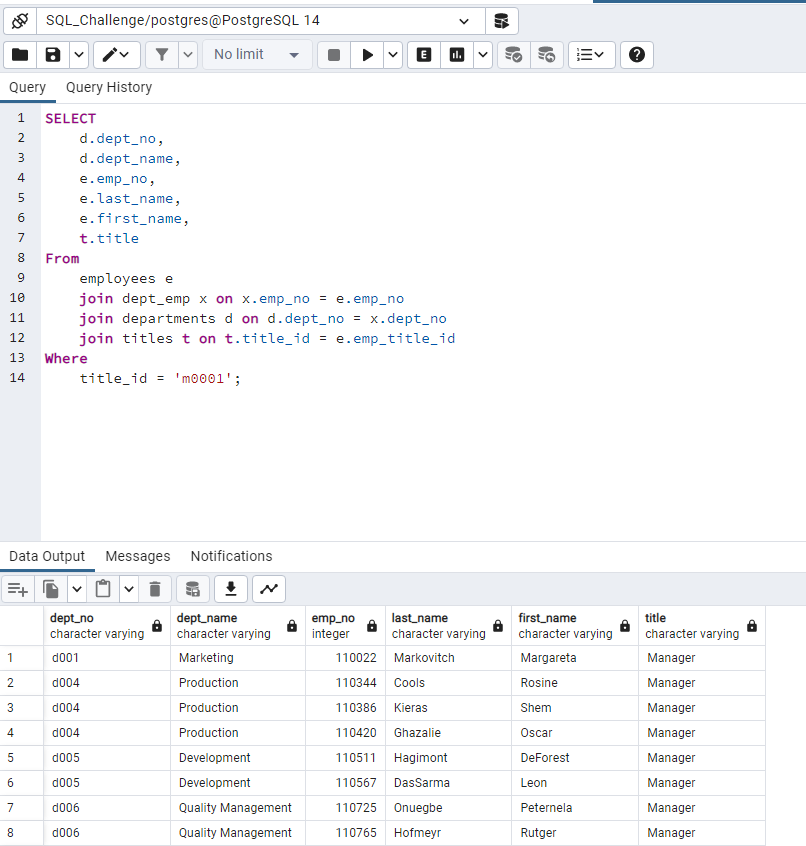 SQL_Challenge/postgres@PostgreSQL 14
No limit
E
Query Query History
1 SELECT
2 d.dept_no,
3 d.dept_name,
4 e.emp_no,
5 e.last_name,
6 e.first_name,
7 t.title
8 From
9 employees e
10 join dept_emp x on x.emp_no = e.emp_no
11 join departments d on d.dept_no = x.dept_no
12 join titles t on t.title_id = e.emp_title_id
13 Where
14 title_id = 'm0001';
Data Output Messages Notifications
dept_no dept_name emp_no last_name first_name title
character varying character varying integer character varying character varying character varying
1 d001 Marketing 110022 Markovitch Margareta Manager
2 d004 Production 110344 Cools Rosine Manager
3 d004 Production 110386 Kieras Shem Manager
4 d004 Production 110420 Ghazalie Oscar Manager
5 d005 Development 110511 Hagimont DeForest Manager
6 d005 Development 110567 DasSarma Leon Manager
7 d006 Quality Management 110725 Onuegbe Peternela Manager
8 d006 Quality Management 110765 Hofmeyr Rutger Manager